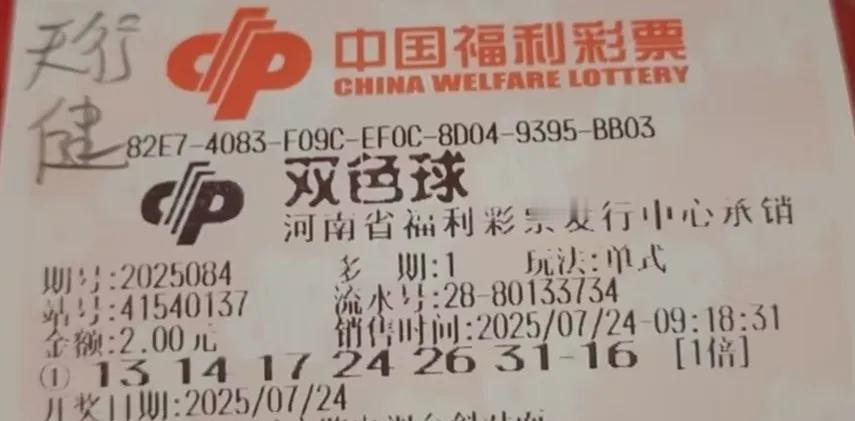 天行
健
中国福利彩票
CHINA WELFARE LOTTERY
82E7-4083-F09C-EF0C-8D04-9395-BB03
双色球
河南省福利彩票发行中心承销
期号:2025084 多期:1 玩法:单式
站号:41540137 流水号:28-80133734
金额:2.00元 销售时间:2025/07/24-09:18:31
① 13 14 17 24 26 31-16 [1倍]
开奖日期:2025/07/24